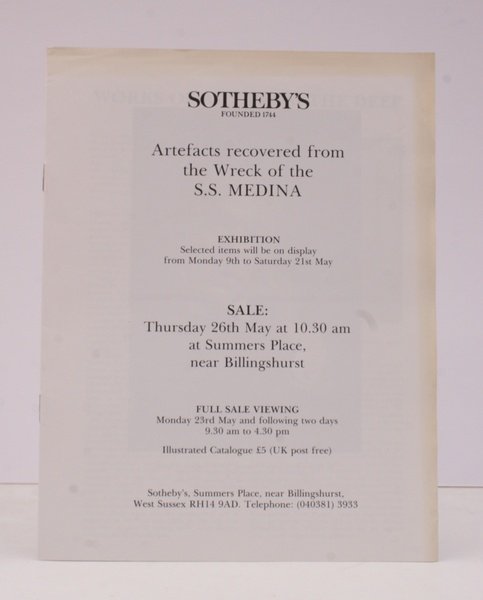 SOTHEBY'S
FOUNDED 1744
Artefacts recovered from
the Wreck of the
S.S. MEDINA
EXHIBITION
Selected items will be on display
from Monday 9th to Saturday 21st May
SALE:
Thursday 26th May at 10.30 am
at Summers Place,
near Billingshurst
FULL SALE VIEWING
Monday 23rd May and following two days
9.30 am to 4.30 pm
Illustrated Catalogue £5 (UK post free)
Sotheby's, Summers Place, near Billingshurst,
West Sussex RH14 9AD. Telephone: (040381) 3933